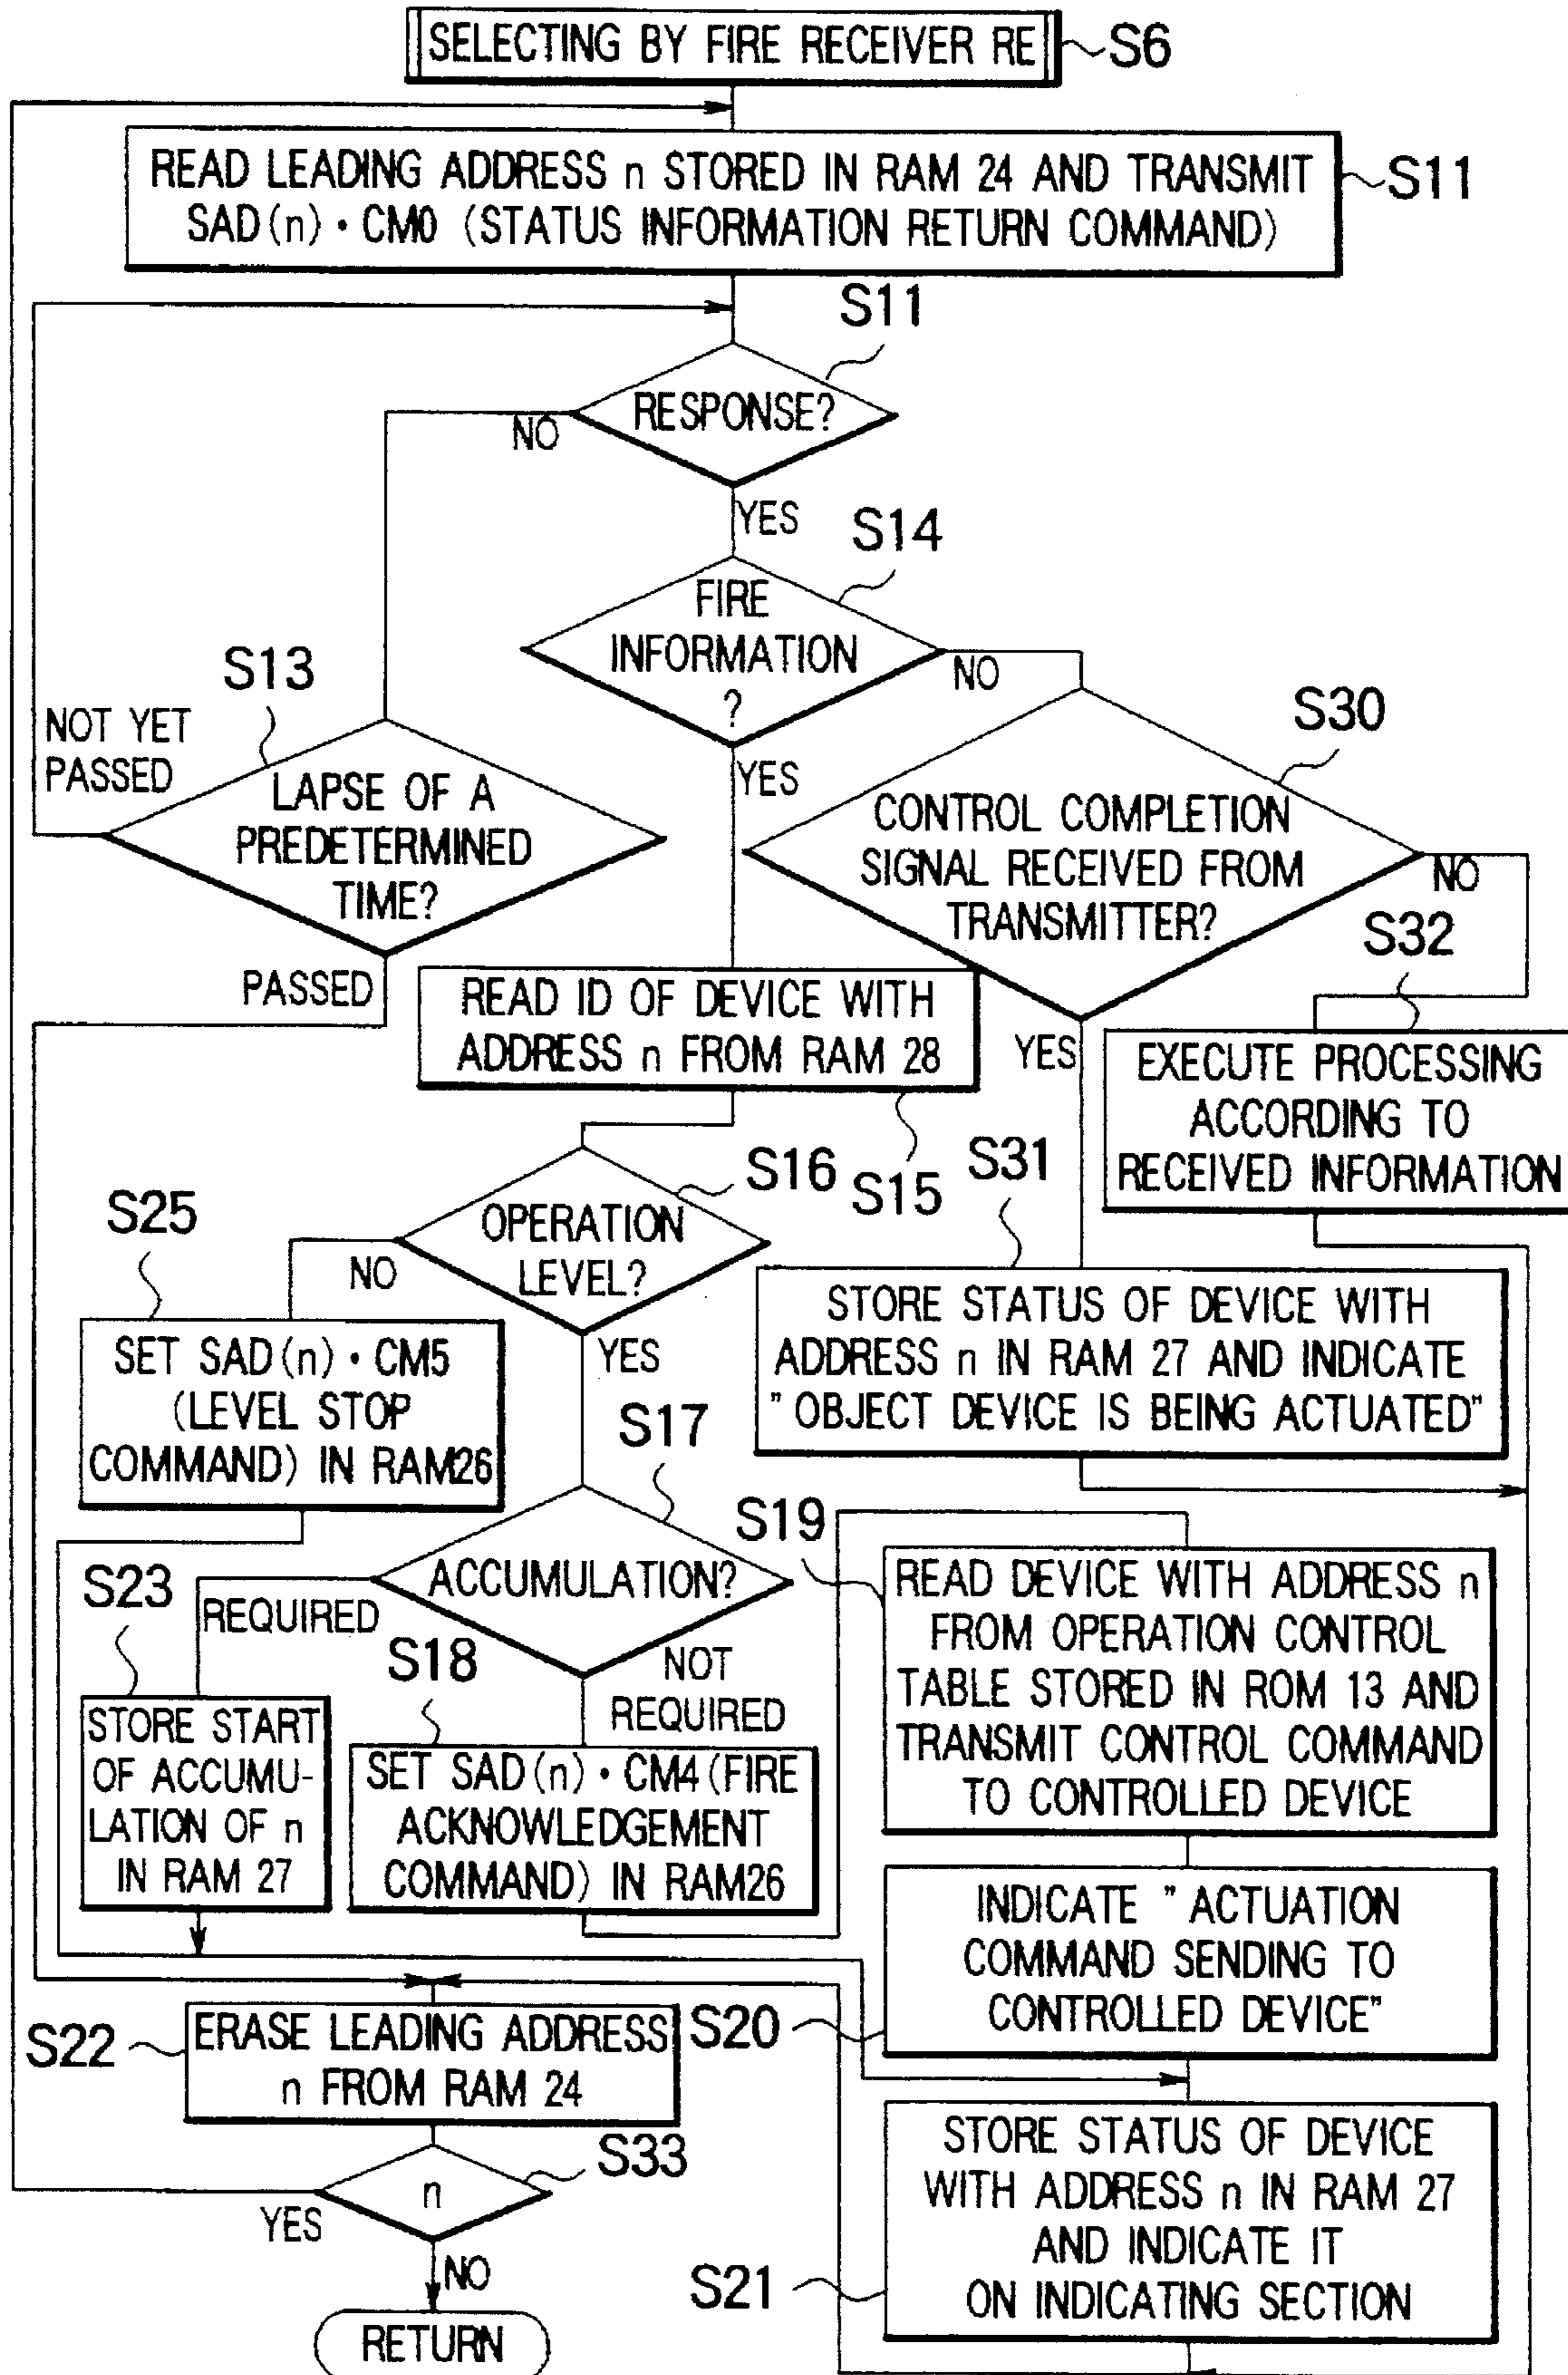 SELECTING BY FIRE RECEIVER RE
S6
READ LEADING ADDRESS n STORED IN RAM 24 AND TRANSMIT
SAD(n)・CM0 (STATUS INFORMATION RETURN COMMAND)
S11
S11
RESPONSE?
NO
YES
S14
FIRE
INFORMATION
?
NO
YES
S13
NOT YET
PASSED
LAPSE OF A
PREDETERMINED
TIME?
PASSED
S30
CONTROL COMPLETION
SIGNAL RECEIVED FROM
TRANSMITTER?
NO
YES
S32
EXECUTE PROCESSING
ACCORDING TO
RECEIVED INFORMATION
READ ID OF DEVICE WITH
ADDRESS n FROM RAM 28
S15
S16
OPERATION
LEVEL?
NO
YES
S31
STORE STATUS OF DEVICE WITH
ADDRESS n IN RAM 27 AND INDICATE
" OBJECT DEVICE IS BEING ACTUATED"
S25
SET SAD(n)・CM5
(LEVEL STOP
COMMAND) IN RAM26
S17
ACCUMULATION?
REQUIRED
NOT
REQUIRED
S23
STORE START
OF ACCUMU-
LATION OF n
IN RAM 27
S18
SET SAD(n)・CM4(FIRE
ACKNOWLEDGEMENT
COMMAND) IN RAM26
S19
READ DEVICE WITH ADDRESS n
FROM OPERATION CONTROL
TABLE STORED IN ROM 13 AND
TRANSMIT CONTROL COMMAND
TO CONTROLLED DEVICE
S20
INDICATE " ACTUATION
COMMAND SENDING TO
CONTROLLED DEVICE"
S21
STORE STATUS OF DEVICE
WITH ADDRESS n IN RAM 27
AND INDICATE IT
ON INDICATING SECTION
S22
ERASE LEADING ADDRESS
n FROM RAM 24
S33
n
YES
NO
RETURN